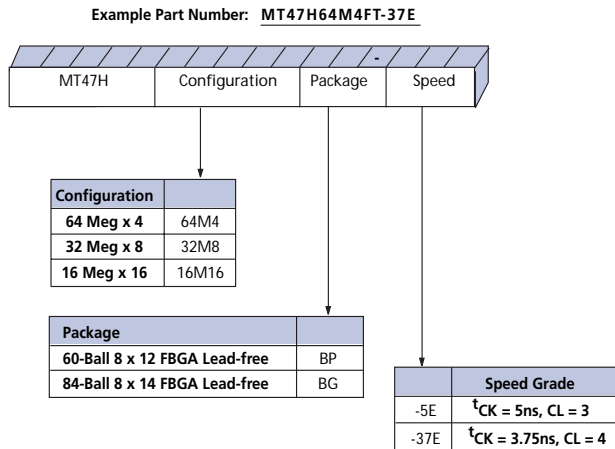 Example Part Number: MT47H64M4FT-37E
-
MT47H Configuration Package Speed
Configuration
64 Meg x 4 64M4
32 Meg x 8 32M8
16 Meg x 16 16M16
Package
60-Ball 8 x 12 FBGA Lead-free BP
84-Ball 8 x 14 FBGA Lead-free BG
Speed Grade
-5E tCK = 5ns, CL = 3
-37E tCK = 3.75ns, CL = 4